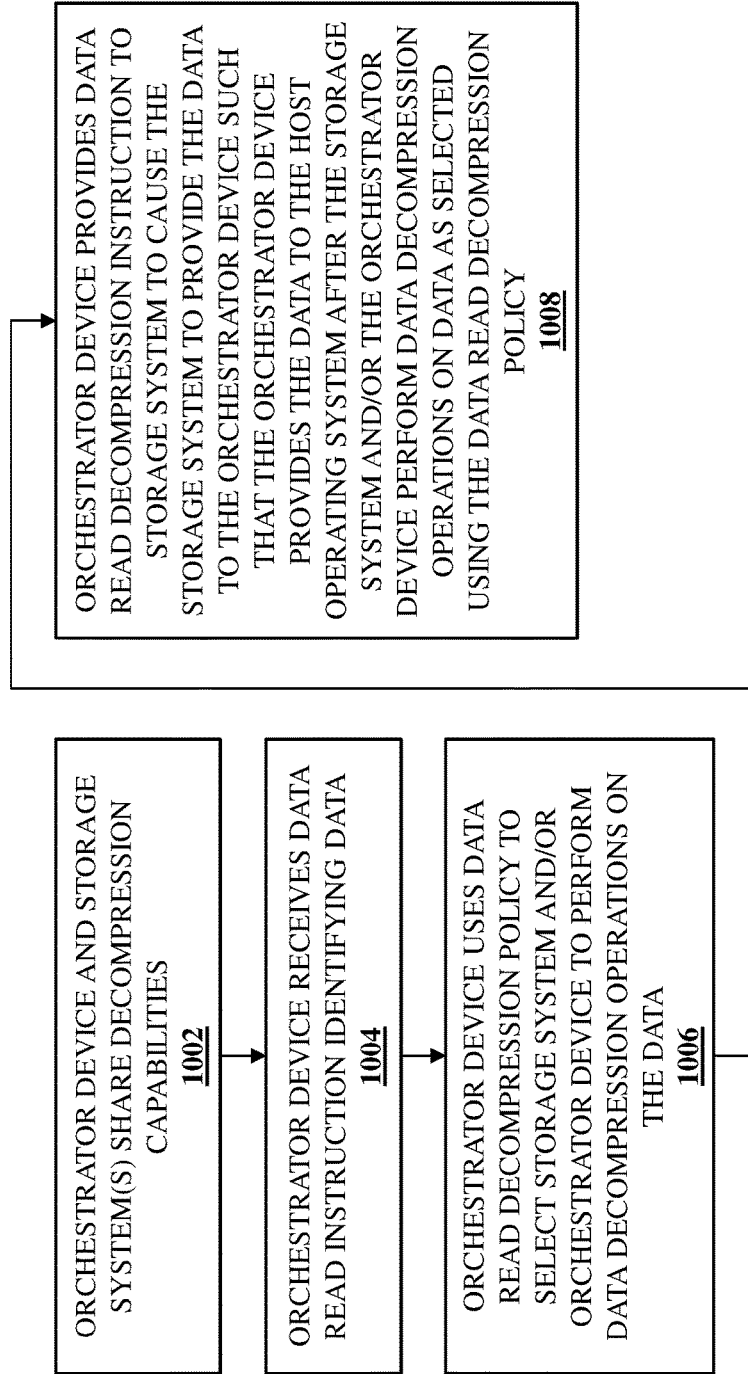 ORCHESTRATOR DEVICE AND STORAGE
SYSTEM(S) SHARE DECOMPRESSION
CAPABILITIES
1002
ORCHESTRATOR DEVICE RECEIVES DATA
READ INSTRUCTION IDENTIFYING DATA
1004
ORCHESTRATOR DEVICE USES DATA
READ DECOMPRESSION POLICY TO
SELECT STORAGE SYSTEM AND/OR
ORCHESTRATOR DEVICE TO PERFORM
DATA DECOMPRESSION OPERATIONS ON
THE DATA
1006
ORCHESTRATOR DEVICE PROVIDES DATA
READ DECOMPRESSION INSTRUCTION TO
STORAGE SYSTEM TO CAUSE THE
STORAGE SYSTEM TO PROVIDE THE DATA
TO THE ORCHESTRATOR DEVICE SUCH
THAT THE ORCHESTRATOR DEVICE
PROVIDES THE DATA TO THE HOST
OPERATING SYSTEM AFTER THE STORAGE
SYSTEM AND/OR THE ORCHESTRATOR
DEVICE PERFORM DATA DECOMPRESSION
OPERATIONS ON DATA AS SELECTED
USING THE DATA READ DECOMPRESSION
POLICY
1008